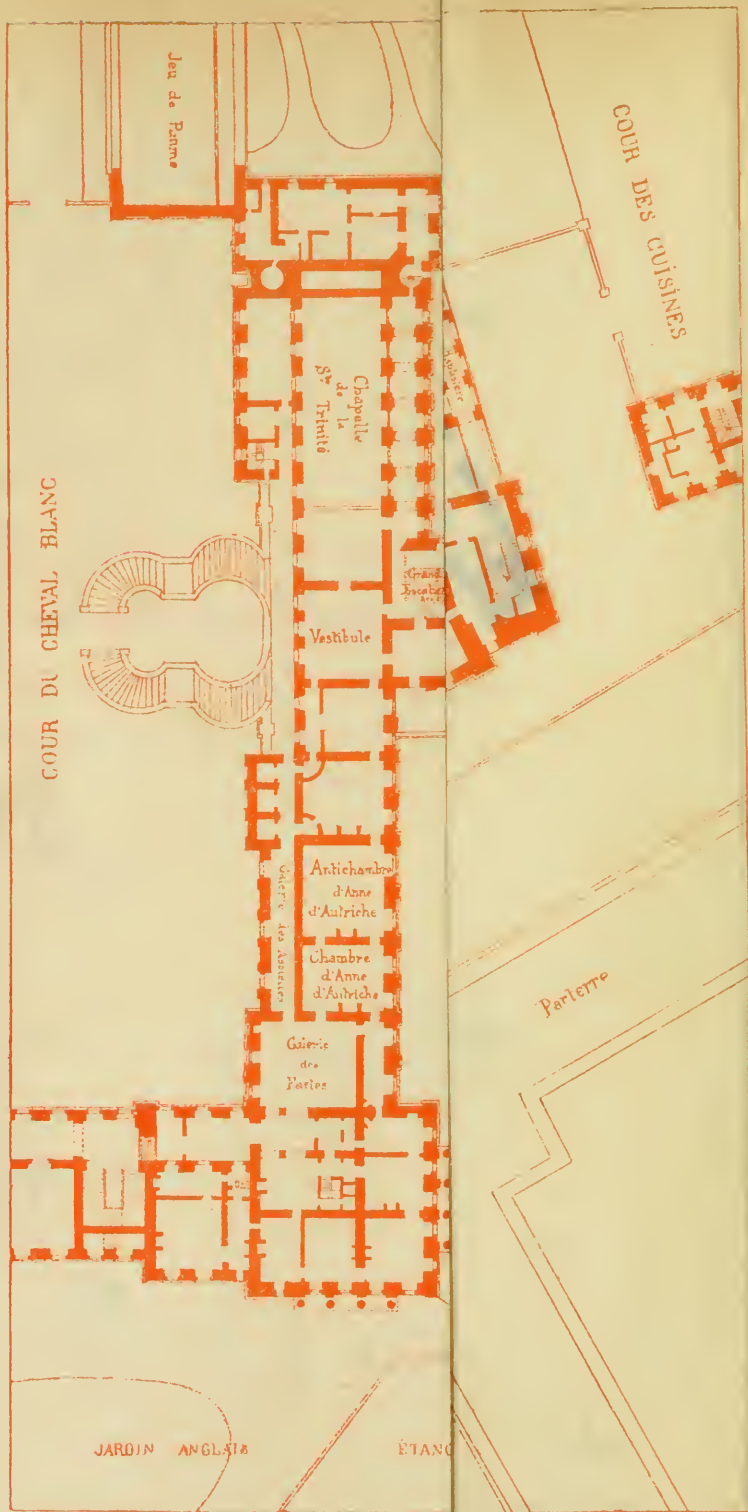 Jeu de Paume
COUR DES CUISINES
Chapelle
de la
Ste Trinité
COUR DU CHEVAL BLANC
Grand
Vestibule
Antichambre
d'Anne
d'Autriche
Galerie des Assiettes
Chambre
d'Anne
d'Autriche
Parterre
Galerie
des
Fastes
JARDIN ANGLAIS
ÉTANG